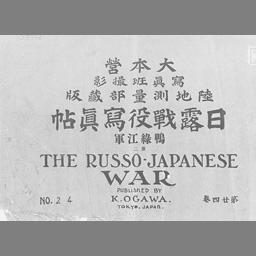 大本營
寫眞班撮影
陸地測量部藏版
日露戰役寫眞帖
鴨綠江軍
THE RUSSO-JAPANESE
WAR
PUBLISHED BY
K. OGAWA.
TOKYO, JAPAN.
NO. 24
第廿四卷